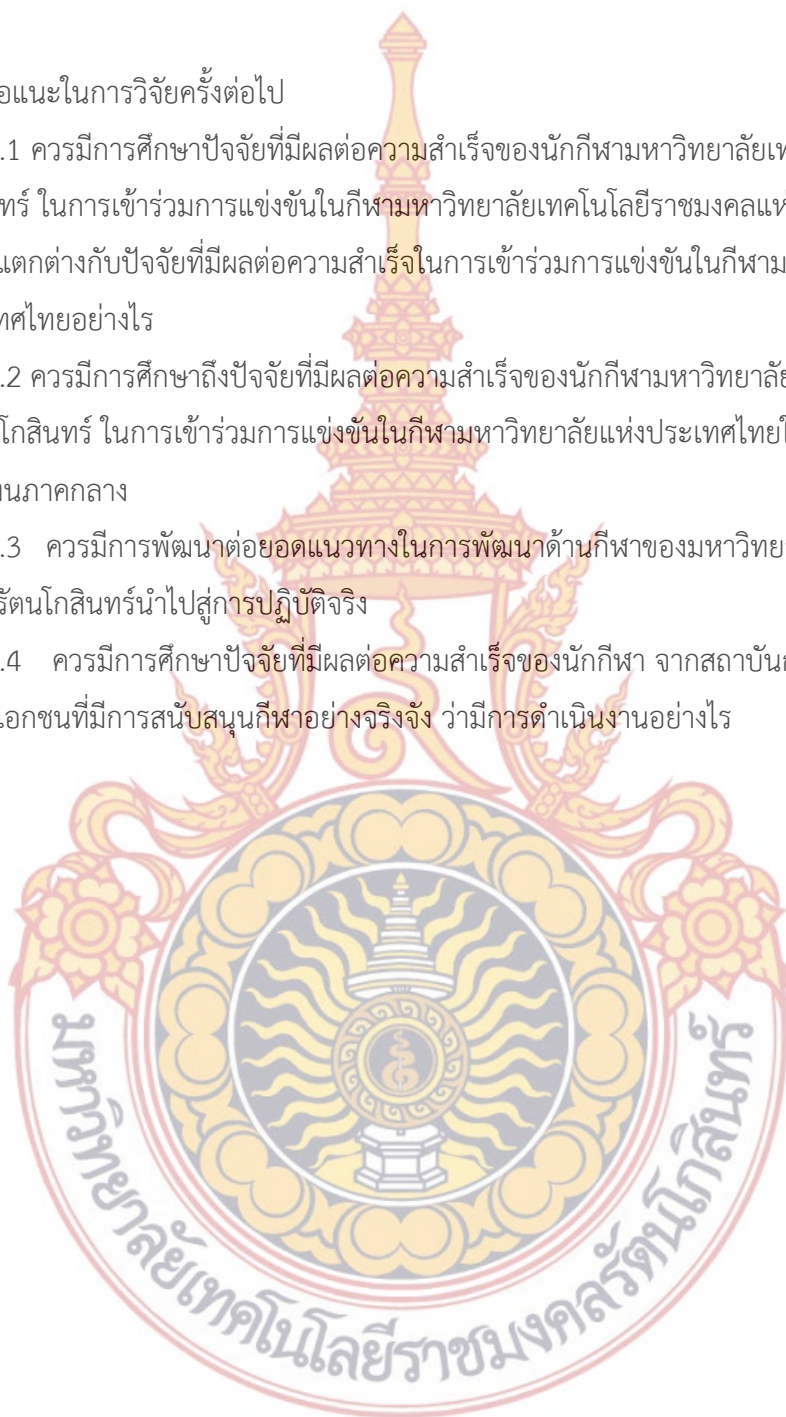 อแนะในการวิจัยครั้งต่อไป
.1 ควรมีการศึกษาปัจจัยที่มีผลต่อความสำเร็จของนักกีฬามหาวิทยาลัยเท
ทร์ ในการเข้าร่วมการแข่งขันในกีฬามหาวิทยาลัยเทคโนโลยีราชมงคลแห่
แตกต่างกับปัจจัยที่มีผลต่อความสำเร็จในการเข้าร่วมการแข่งขันในกีฬาม
ทศไทยอย่างไร
.2 ควรมีการศึกษาถึงปัจจัยที่มีผลต่อความสำเร็จของนักกีฬามหาวิทยาลัย
โกสินทร์ ในการเข้าร่วมการแข่งขันในกีฬามหาวิทยาลัยแห่งประเทศไทยใ
ทนภาคกลาง
.3 ควรมีการพัฒนาต่อยอดแนวทางในการพัฒนาด้านกีฬาของมหาวิทยา
รัตนโกสินทร์นำไปสู่การปฏิบัติจริง
.4 ควรมีการศึกษาปัจจัยที่มีผลต่อความสำเร็จของนักกีฬา จากสถาบันก
เอกชนที่มีการสนับสนุนกีฬาอย่างจริงจัง ว่ามีการดำเนินงานอย่างไร
มหาวิทยาลัยเทคโนโลยีราชมงคลรัตนโกสินทร์